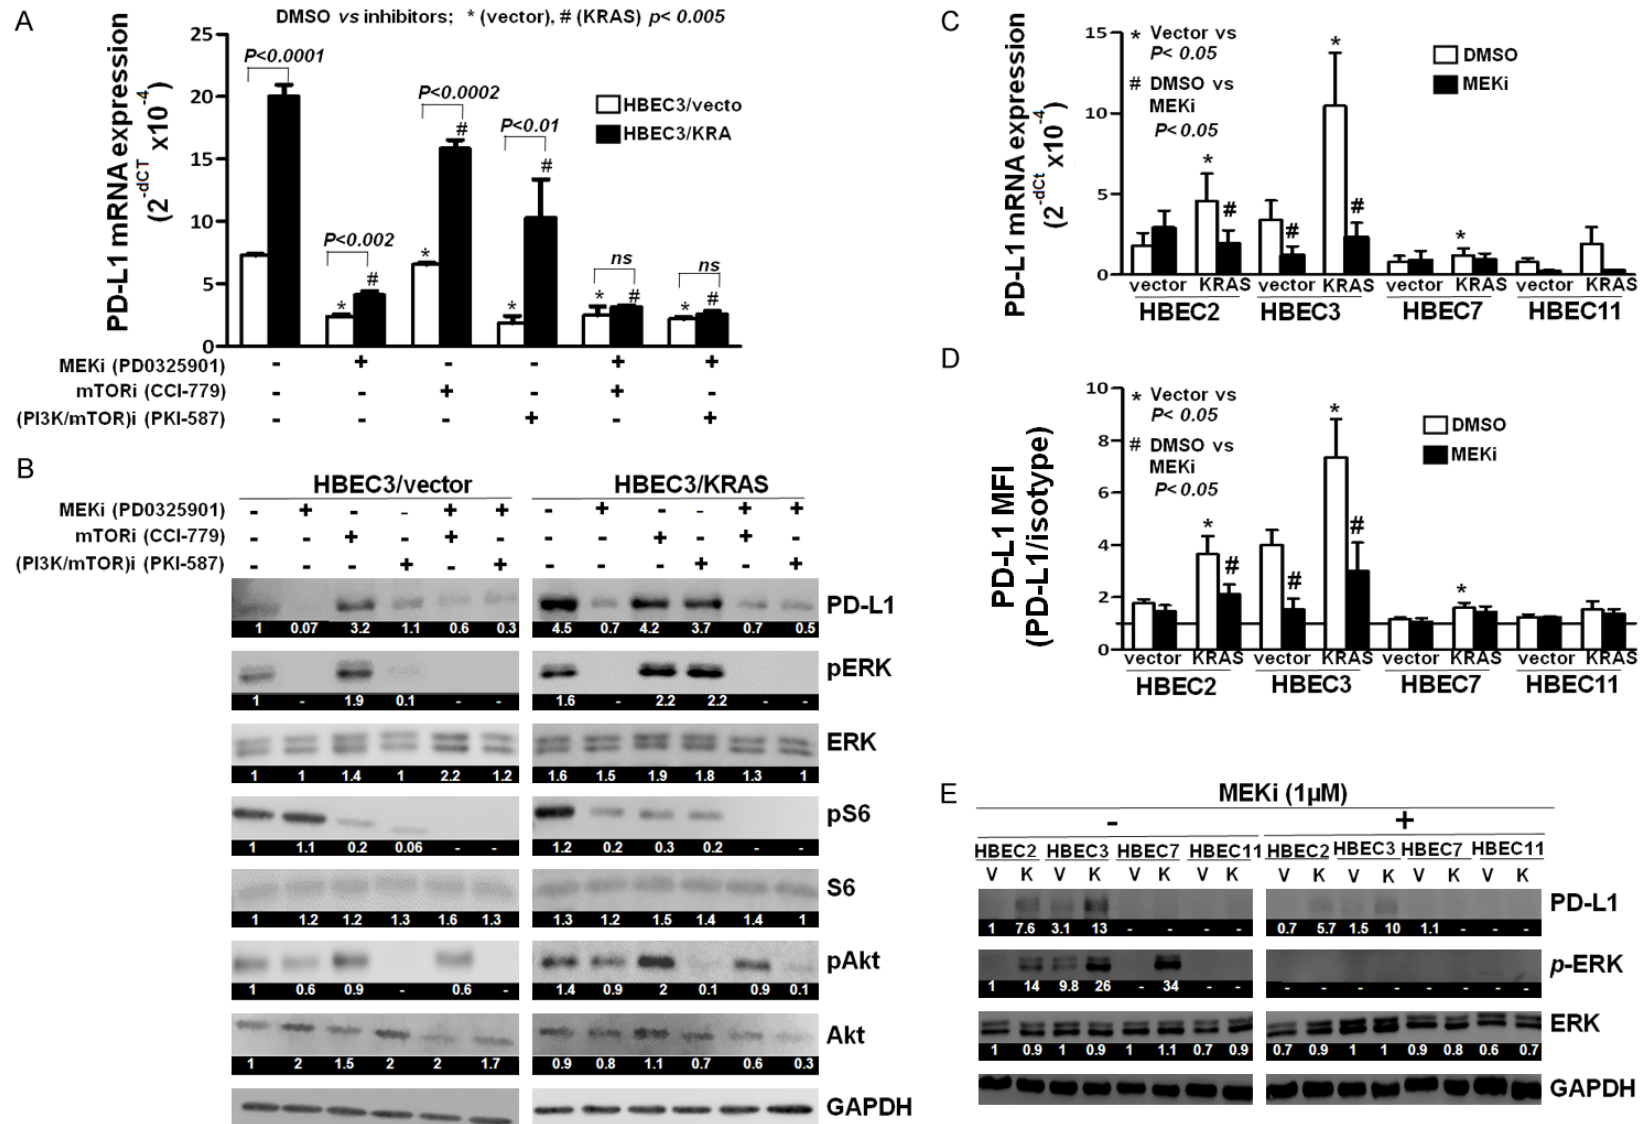 A
DMSO vs inhibitors; * (vector), # (KRAS) p< 0.005
PD-L1 mRNA expression
(2^-dCT x10^-4)
25
20
15
10
5
0
P<0.0001
P<0.002
P<0.0002
P<0.01
ns
ns
* # * # * # * # * #
HBEC3/vecto
HBEC3/KRA
MEKi (PD0325901) - + - - + +
mTORi (CCI-779) - - + - + -
(PI3K/mTOR)i (PKI-587) - - - + - +
B
HBEC3/vector HBEC3/KRAS
MEKi (PD0325901) - + - - + + - + - - + +
mTORi (CCI-779) - - + - + - - - + - + -
(PI3K/mTOR)i (PKI-587) - - - + - + - - - + - +
PD-L1
1 0.07 3.2 1.1 0.6 0.3 4.5 0.7 4.2 3.7 0.7 0.5
pERK
1 - 1.9 0.1 - - 1.6 - 2.2 2.2 - -
ERK
1 1 1.4 1 2.2 1.2 1.6 1.5 1.9 1.8 1.3 1
pS6
1 1.1 0.2 0.06 - - 1.2 0.2 0.3 0.2 - -
S6
1 1.2 1.2 1.3 1.6 1.3 1.3 1.2 1.5 1.4 1.4 1
pAkt
1 0.6 0.9 - 0.6 - 1.4 0.9 2 0.1 0.9 0.1
Akt
1 2 1.5 2 2 1.7 0.9 0.8 1.1 0.7 0.6 0.3
GAPDH
C
PD-L1 mRNA expression
(2^-dCt x10^-4)
15
10
5
0
* Vector vs
P< 0.05
# DMSO vs
MEKi
P<0.05
DMSO
MEKi
* # # * # *
vector KRAS vector KRAS vector KRAS vector KRAS
HBEC2 HBEC3 HBEC7 HBEC11
D
PD-L1 MFI
(PD-L1/isotype)
10
8
6
4
2
0
* Vector vs
P< 0.05
# DMSO vs
MEKi
P<0.05
DMSO
MEKi
* # # * # *
vector KRAS vector KRAS vector KRAS vector KRAS
HBEC2 HBEC3 HBEC7 HBEC11
E
MEKi (1µM)
- +
HBEC2 HBEC3 HBEC7 HBEC11 HBEC2 HBEC3 HBEC7 HBEC11
V K V K V K V K V K V K V K V K
PD-L1
1 7.6 3.1 13 - - - - 0.7 5.7 1.5 10 1.1 - - -
p-ERK
1 14 9.8 26 - 34 - - - - - - - - - -
ERK
1 0.9 1 0.9 1 1.1 0.7 0.9 0.7 0.9 1 1 0.9 0.8 0.6 0.7
GAPDH